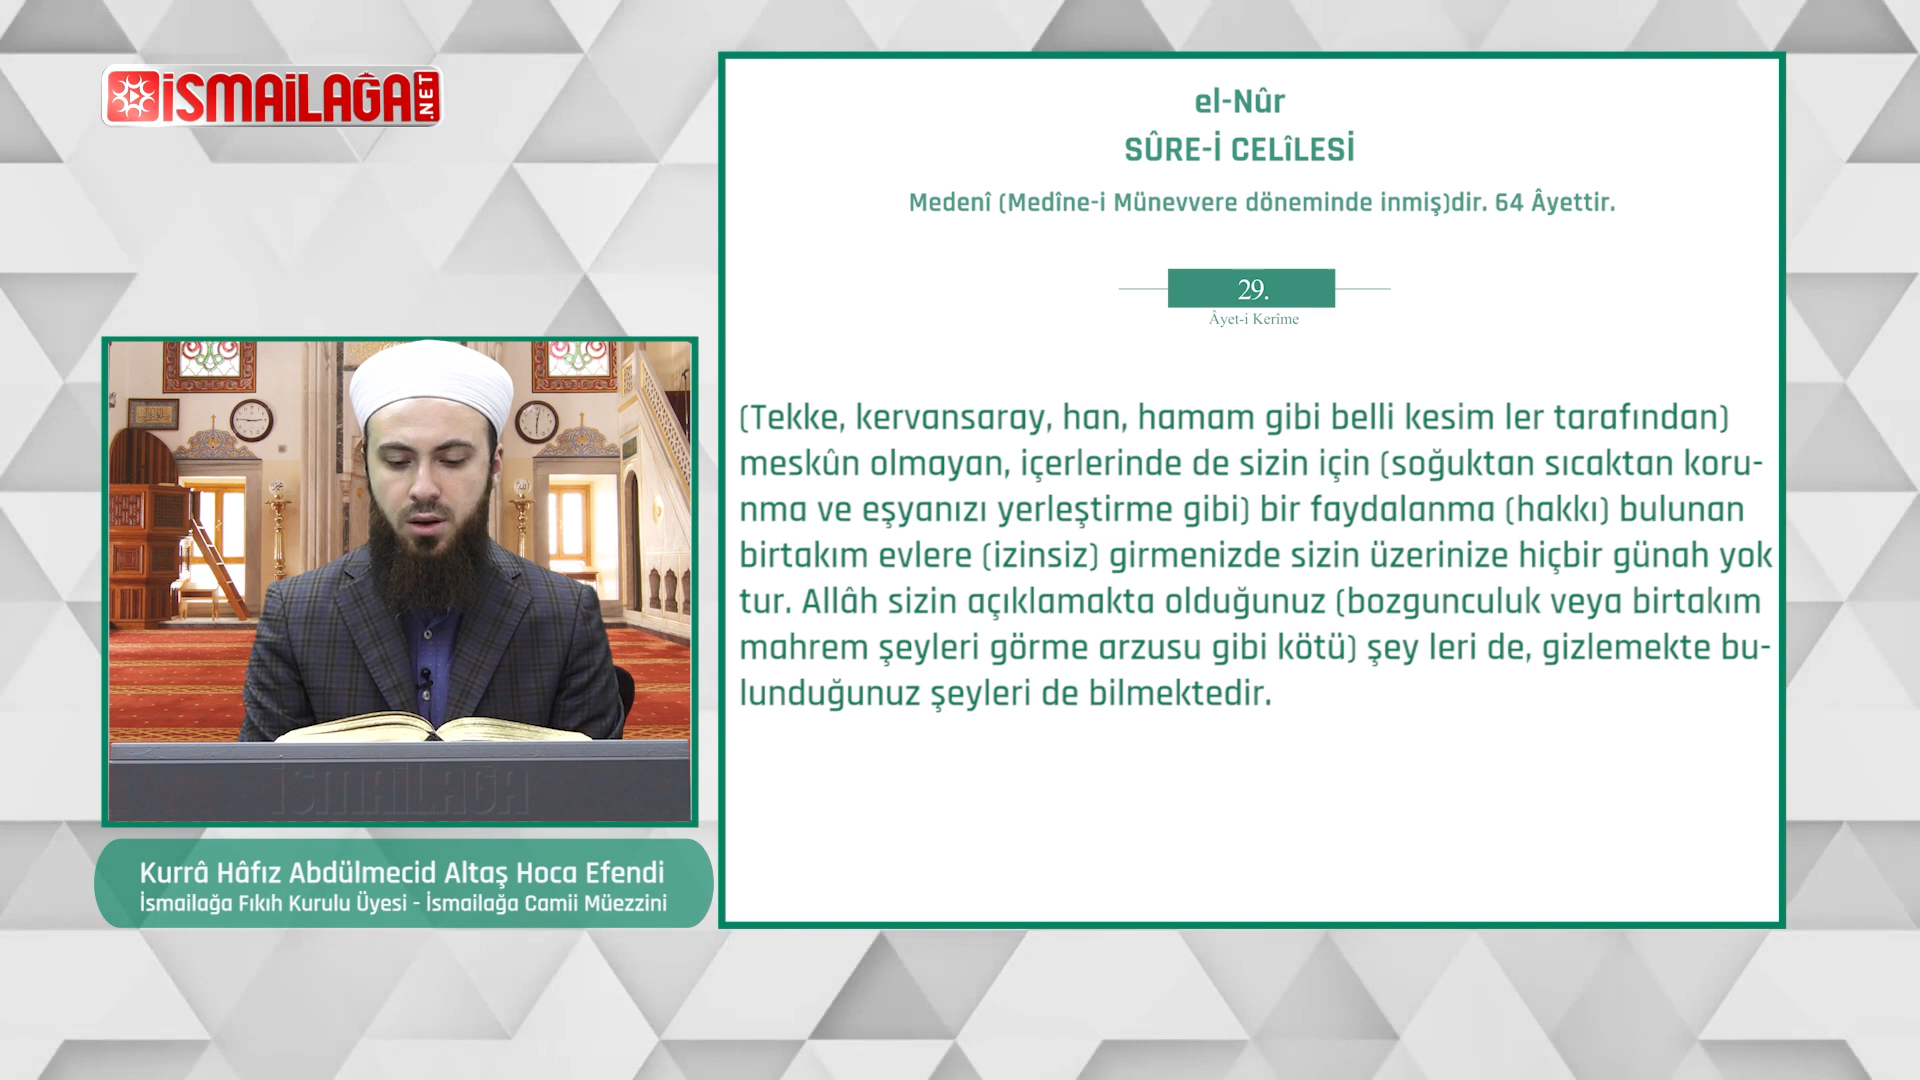 İSMAİLAĞA.NET
el-Nûr
SÛRE-İ CELîLESİ
Medenî (Medîne-i Münevvere döneminde inmiş)dir. 64 Âyettir.
29.
Âyet-i Kerîme
(Tekke, kervansaray, han, hamam gibi belli kesim ler tarafından)
meskûn olmayan, içerlerinde de sizin için (soğuktan sıcaktan koru-
nma ve eşyanızı yerleştirme gibi) bir faydalanma (hakkı) bulunan
birtakım evlere (izinsiz) girmenizde sizin üzerinize hiçbir günah yok
tur. Allâh sizin açıklamakta olduğunuz (bozgunculuk veya birtakım
mahrem şeyleri görme arzusu gibi kötü) şey leri de, gizlemekte bu-
lunduğunuz şeyleri de bilmektedir.
İSMAİLAĞA
Kurrâ Hâfız Abdülmecid Altaş Hoca Efendi
İsmailağa Fıkıh Kurulu Üyesi - İsmailağa Camii Müezzini